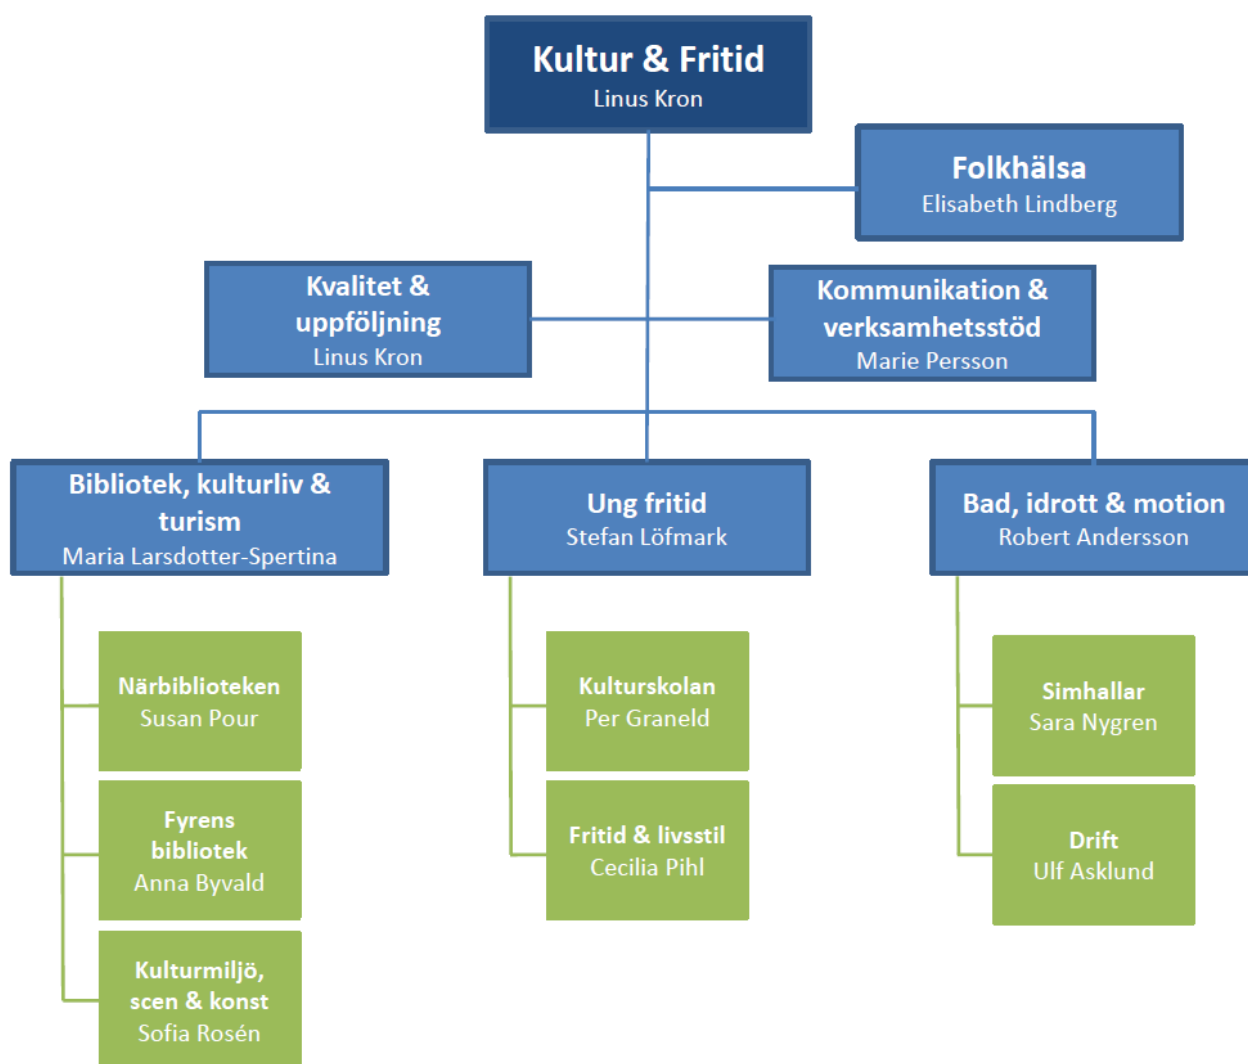 Kultur & Fritid
Linus Kron
Folkhälsa
Elisabeth Lindberg
Kvalitet &
uppföljning
Linus Kron
Kommunikation &
verksamhetsstöd
Marie Persson
Bibliotek, kulturliv &
turism
Maria Larsdotter-Spertina
Ung fritid
Stefan Löfmark
Bad, idrott & motion
Robert Andersson
Närbiblioteken
Susan Pour
Fyrens
bibliotek
Anna Byvald
Kulturmiljö,
scen & konst
Sofia Rosén
Kulturskolan
Per Graneld
Fritid & livsstil
Cecilia Pihl
Simhallar
Sara Nygren
Drift
Ulf Asklund